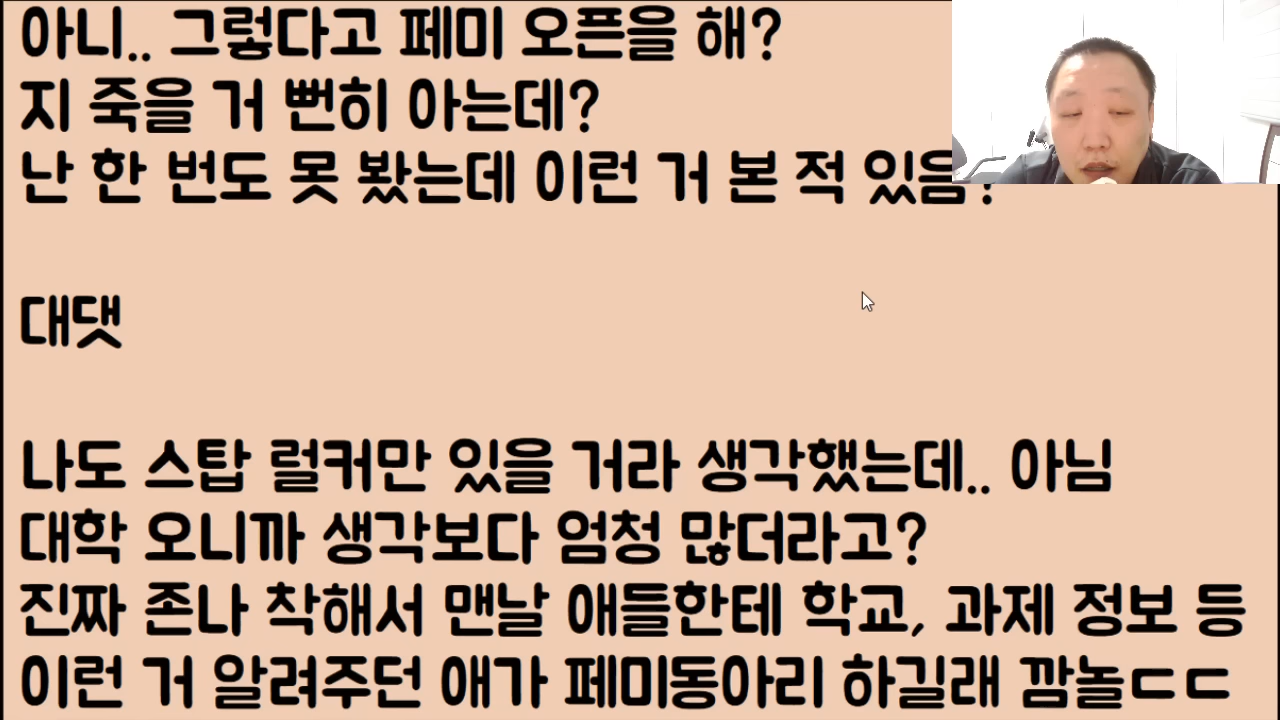 아니.. 그렇다고 페미 오픈을 해?
지 죽을 거 뻔히 아는데?
난 한 번도 못 봤는데 이런 거 본 적 있음?
대댓
나도 스탑 럴커만 있을 거라 생각했는데.. 아님
대학 오니까 생각보다 엄청 많더라고?
진짜 존나 착해서 맨날 애들한테 학교, 과제 정보 등
이런 거 알려주던 애가 페미동아리 하길래 깜놀ㄷㄷ